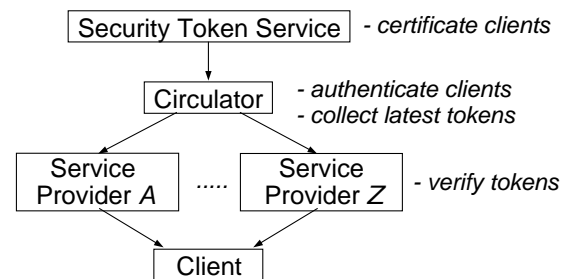 Security Token Service
- certificate clients
Circulator
- authenticate clients
- collect latest tokens
Service
Provider A
.....
Service
Provider Z
- verify tokens
Client